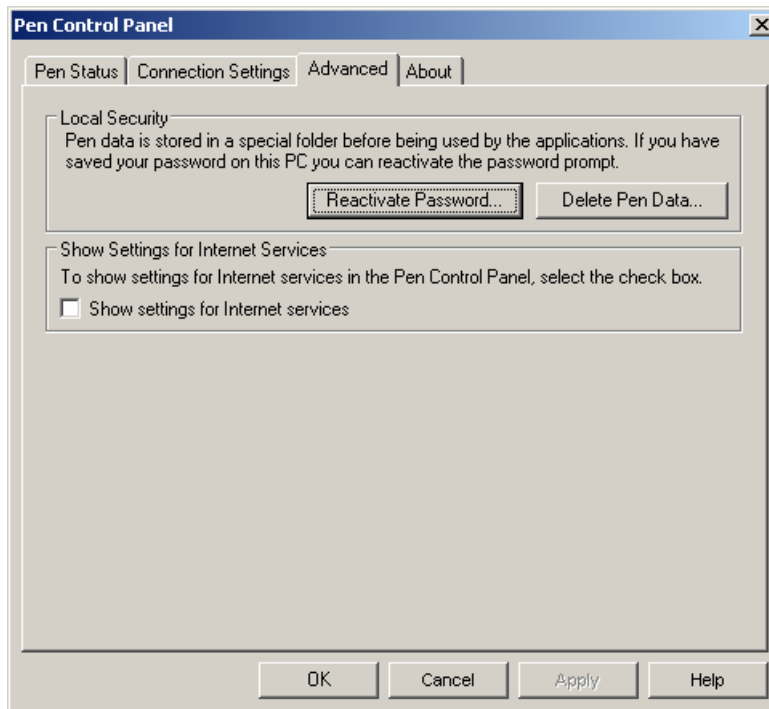 Pen Control Panel
Pen Status Connection Settings Advanced About
Local Security
Pen data is stored in a special folder before being used by the applications. If you have
saved your password on this PC you can reactivate the password prompt.
Reactivate Password... Delete Pen Data...
Show Settings for Internet Services
To show settings for Internet services in the Pen Control Panel, select the check box.
Show settings for Internet services
OK Cancel Apply Help